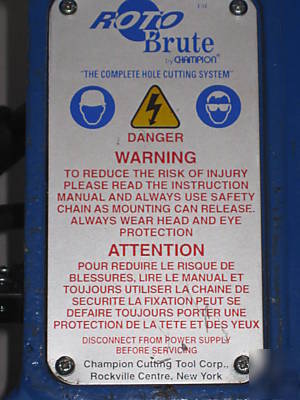 ROTO
Brute
by CHAMPION
"THE COMPLETE HOLE CUTTING SYSTEM"
DANGER
WARNING
TO REDUCE THE RISK OF INJURY
PLEASE READ THE INSTRUCTION
MANUAL AND ALWAYS USE SAFETY
CHAIN AS MOUNTING CAN RELEASE.
ALWAYS WEAR HEAD AND EYE
PROTECTION
ATTENTION
POUR REDUIRE LE RISQUE DE
BLESSURES, LIRE LE MANUAL ET
TOUJOURS UTILISER LA CHAINE DE
SECURITE LA FIXATION PEUT SE
DEFAIRE TOUJOURS PORTER UNE
PROTECTION DE LA TETE ET DES YEUX
DISCONNECT FROM POWER SUPPLY
BEFORE SERVICING
Champion Cutting Tool Corp.,
Rockville Centre, New York